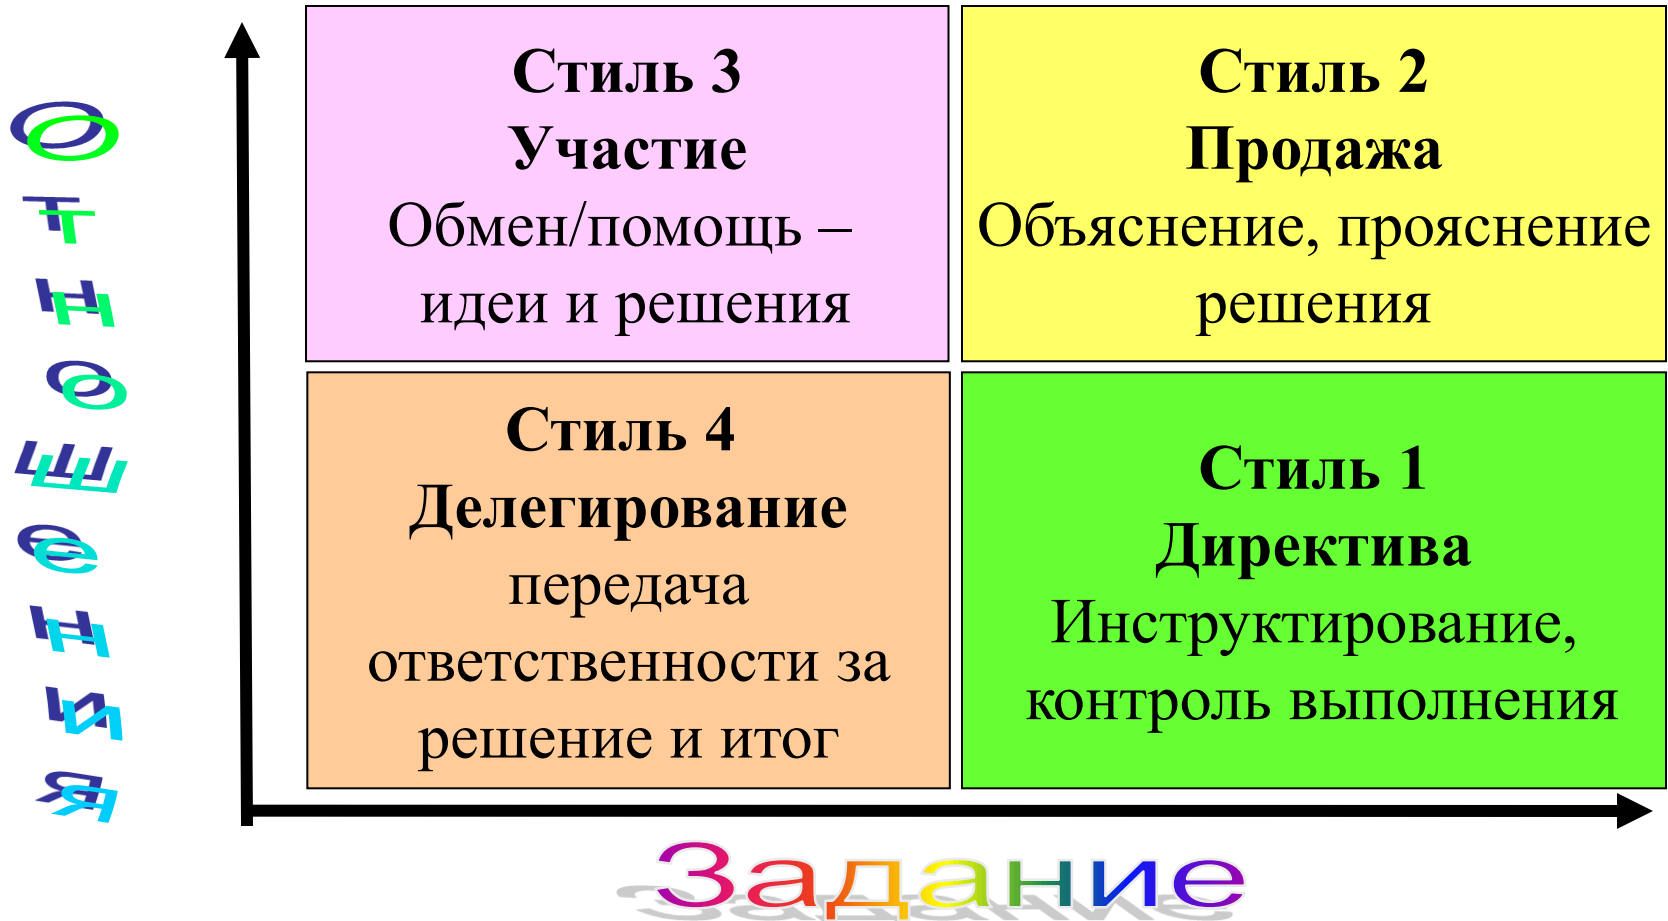 Отношения
Стиль 3
Участие
Обмен/помощь –
идеи и решения
Стиль 2
Продажа
Объяснение, прояснение
решения
Стиль 4
Делегирование
передача
ответственности за
решение и итог
Стиль 1
Директива
Инструктирование,
контроль выполнения
Задание